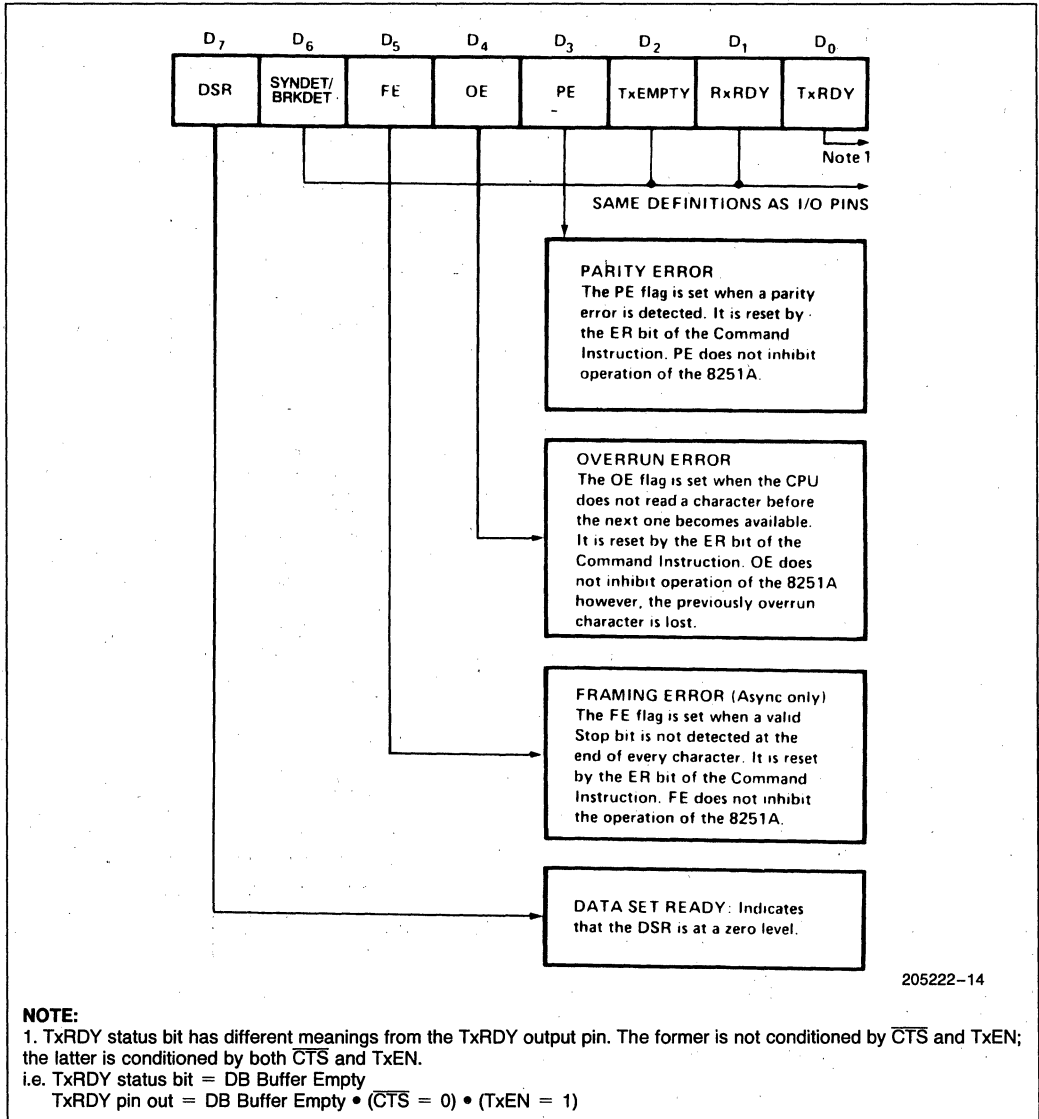 D7 D6 D5 D4 D3 D2 D1 D0
DSR SYNDET/ BRKDET FE OE PE TxEMPTY RxRDY TxRDY
Note 1
SAME DEFINITIONS AS I/O PINS
PARITY ERROR
The PE flag is set when a parity
error is detected. It is reset by
the ER bit of the Command
Instruction. PE does not inhibit
operation of the 8251A.
OVERRUN ERROR
The OE flag is set when the CPU
does not read a character before
the next one becomes available.
It is reset by the ER bit of the
Command Instruction. OE does
not inhibit operation of the 8251A
however, the previously overrun
character is lost.
FRAMING ERROR (Async only)
The FE flag is set when a valid
Stop bit is not detected at the
end of every character. It is reset
by the ER bit of the Command
Instruction. FE does not inhibit
the operation of the 8251A.
DATA SET READY: Indicates
that the DSR is at a zero level.
205222–14
NOTE:
1. TxRDY status bit has different meanings from the TxRDY output pin. The former is not conditioned by C̅T̅S̅ and TxEN;
the latter is conditioned by both C̅T̅S̅ and TxEN.
i.e. TxRDY status bit = DB Buffer Empty
TxRDY pin out = DB Buffer Empty • (C̅T̅S̅ = 0) • (TxEN = 1)